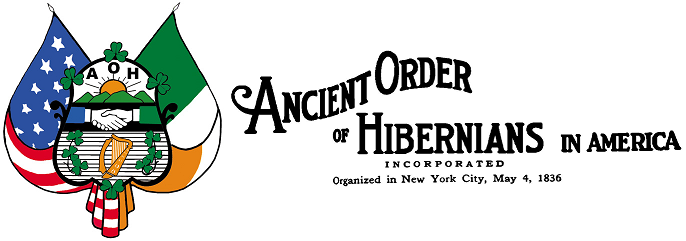 AOH
ANCIENT ORDER
OF HIBERNIANS IN AMERICA
INCORPORATED
Organized in New York City, May 4, 1836